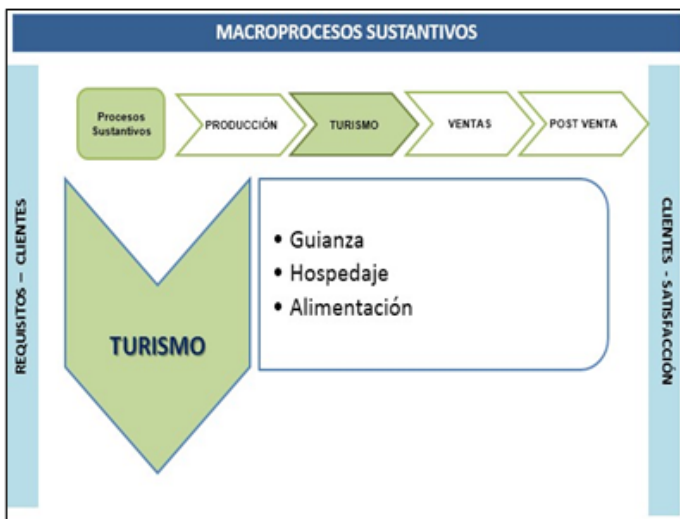 MACROPROCESOS SUSTANTIVOS
REQUISITOS – CLIENTES
Procesos
Sustantivos
PRODUCCIÓN
TURISMO
VENTAS
POST VENTA
TURISMO
• Guianza
• Hospedaje
• Alimentación
CLIENTES - SATISFACCIÓN